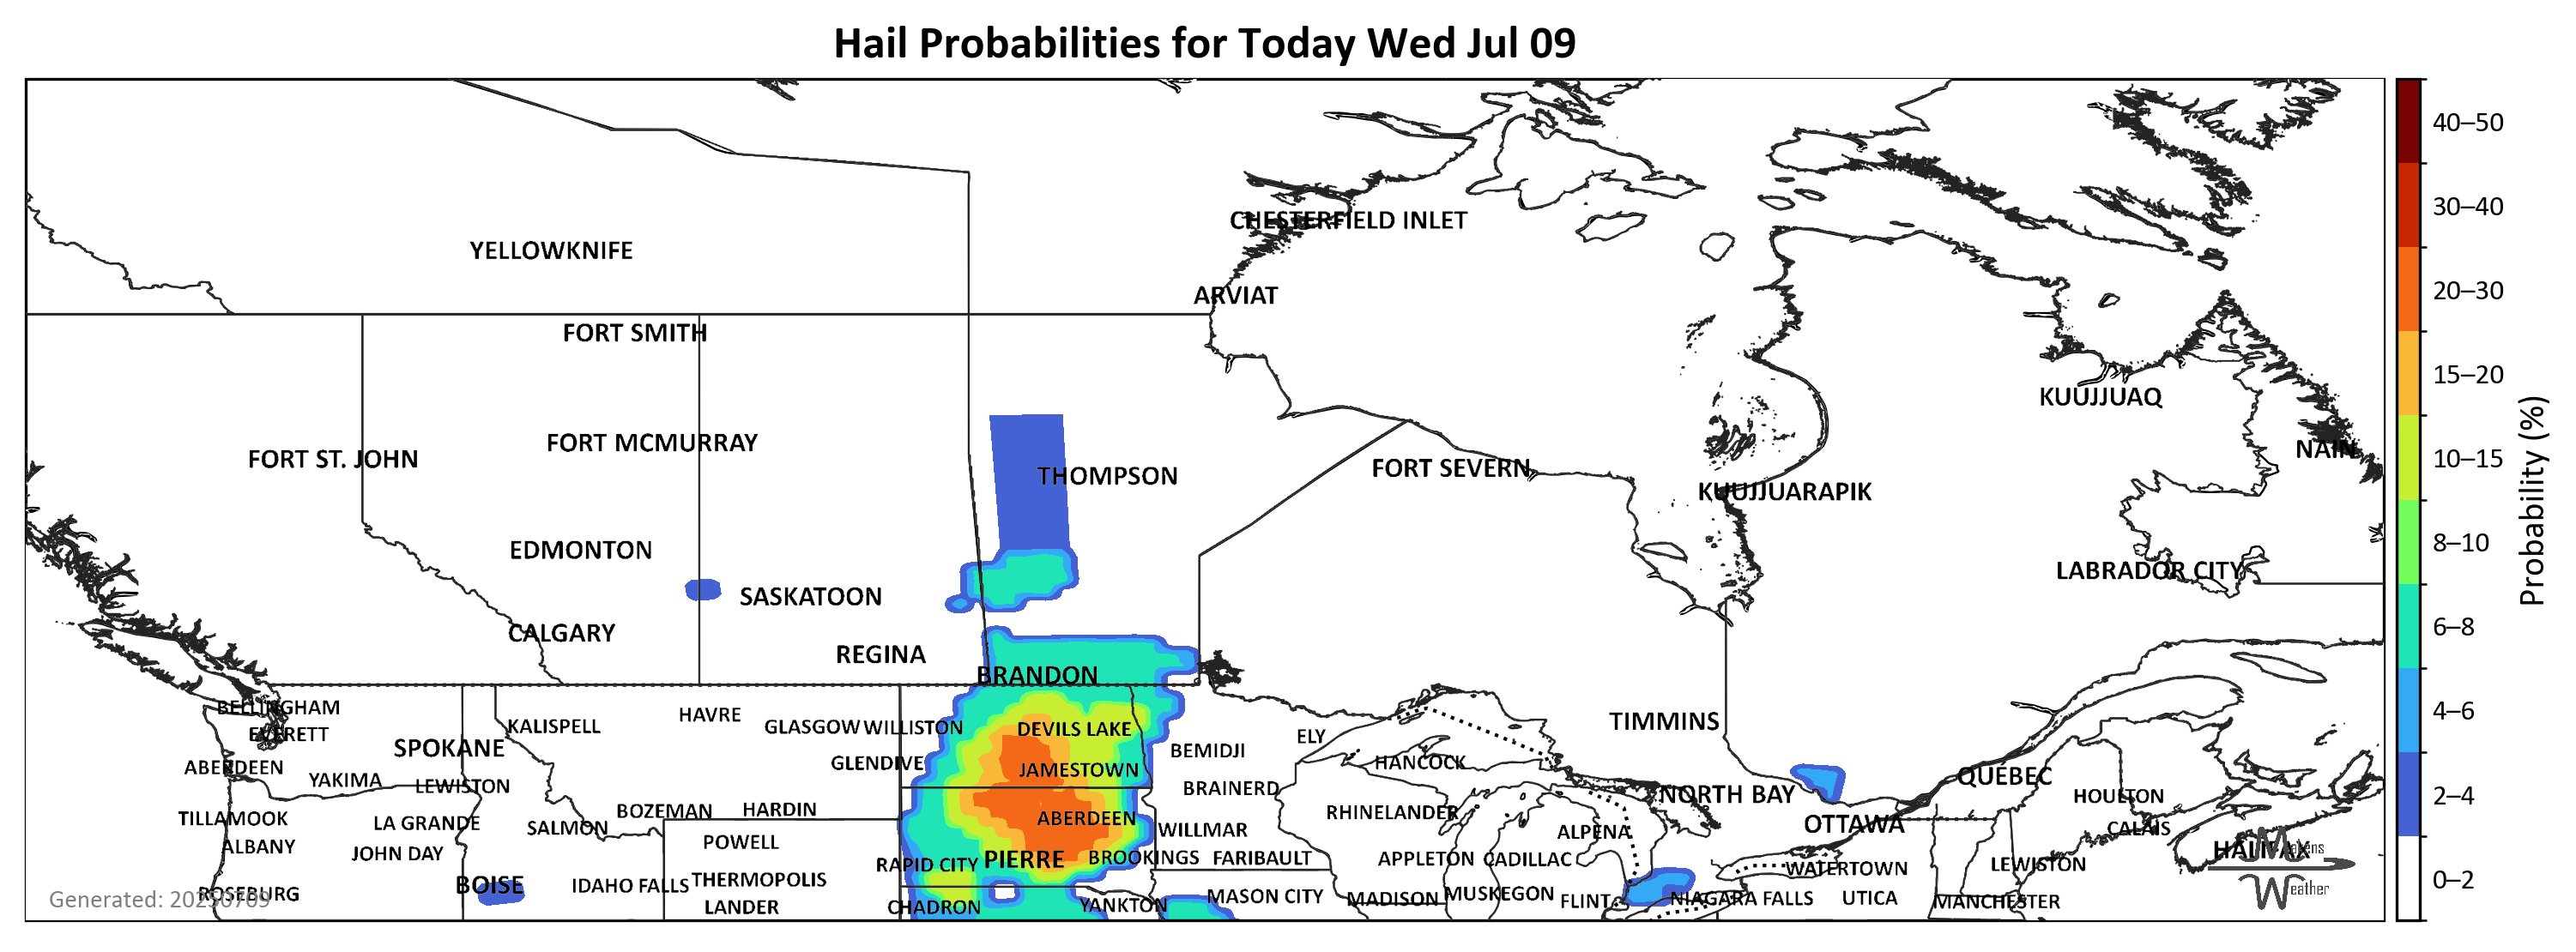 Hail Probabilities for Today Wed Jul 09
40–50
30–40
20–30
15–20
10–15
8–10
6–8
4–6
2–4
0–2
Probability (%)
CHESTERFIELD INLET
YELLOWKNIFE
ARVIAT
FORT SMITH
KUUJJUAQ
FORT MCMURRAY
NAIN
FORT ST. JOHN
FORT SEVERN
THOMPSON
KUUJJUARAPIK
EDMONTON
LABRADOR CITY
SASKATOON
CALGARY
REGINA
BRANDON
BELLINGHAM
HAVRE
TIMMINS
KALISPELL
GLASGOW
WILLISTON
DEVILS LAKE
EVERETT
ELY
SPOKANE
BEMIDJI
GLENDIVE
HANCOCK
ABERDEEN
JAMESTOWN
QUÉBEC
YAKIMA
LEWISTON
BRAINERD
NORTH BAY
HOULTON
BOZEMAN
HARDIN
RHINELANDER
TILLAMOOK
ABERDEEN
LA GRANDE
SALMON
WILLMAR
ALPENA
OTTAWA
CALAIS
POWELL
ALBANY
JOHN DAY
HALIFAX
RAPID CITY
PIERRE
BROOKINGS
FARIBAULT
APPLETON
CADILLAC
LEWISTON
WATERTOWN
BOISE
IDAHO FALLS
THERMOPOLIS
ROSEBURG
MASON CITY
MADISON
MUSKEGON
FLINT
NIAGARA FALLS
UTICA
MANCHESTER
LANDER
CHADRON
YANKTON
Generated: 20250709
Weather